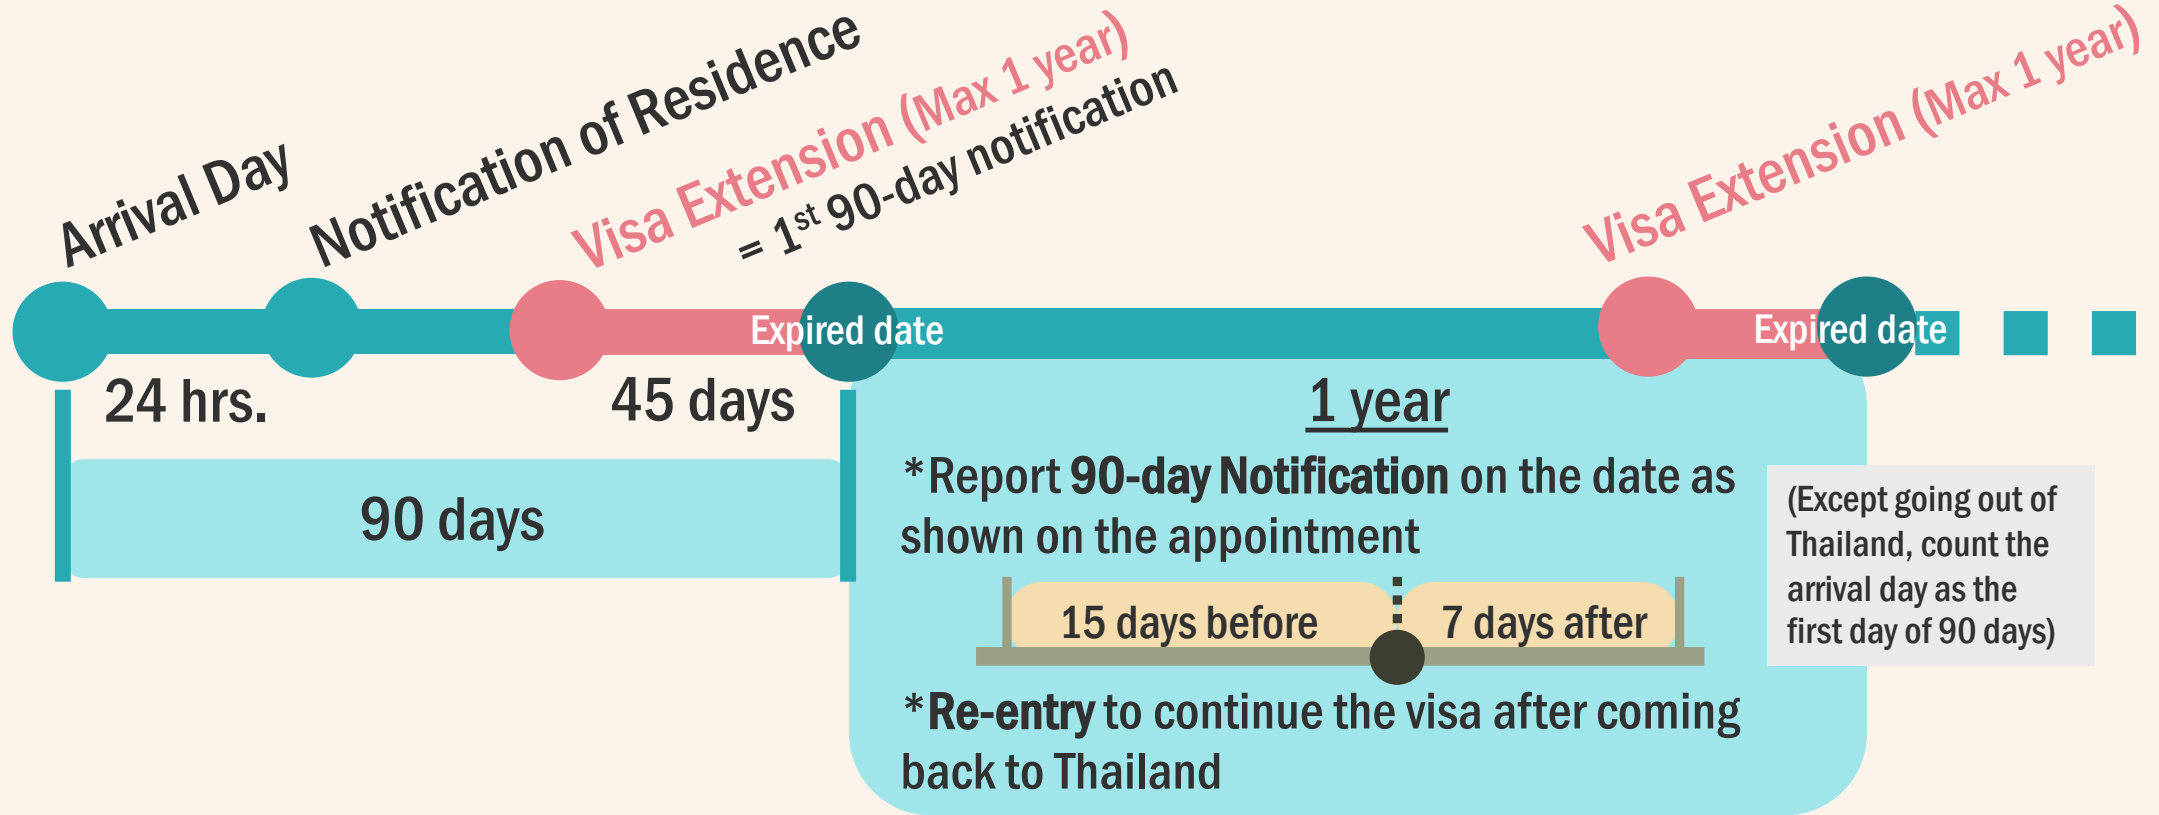 Arrival Day
Notification of Residence
Visa Extension (Max 1 year)
= 1st 90-day notification
Visa Extension (Max 1 year)
Expired date
Expired date
24 hrs.
45 days
90 days
1 year
*Report 90-day Notification on the date as
shown on the appointment
15 days before
7 days after
*Re-entry to continue the visa after coming
back to Thailand
(Except going out of
Thailand, count the
arrival day as the
first day of 90 days)